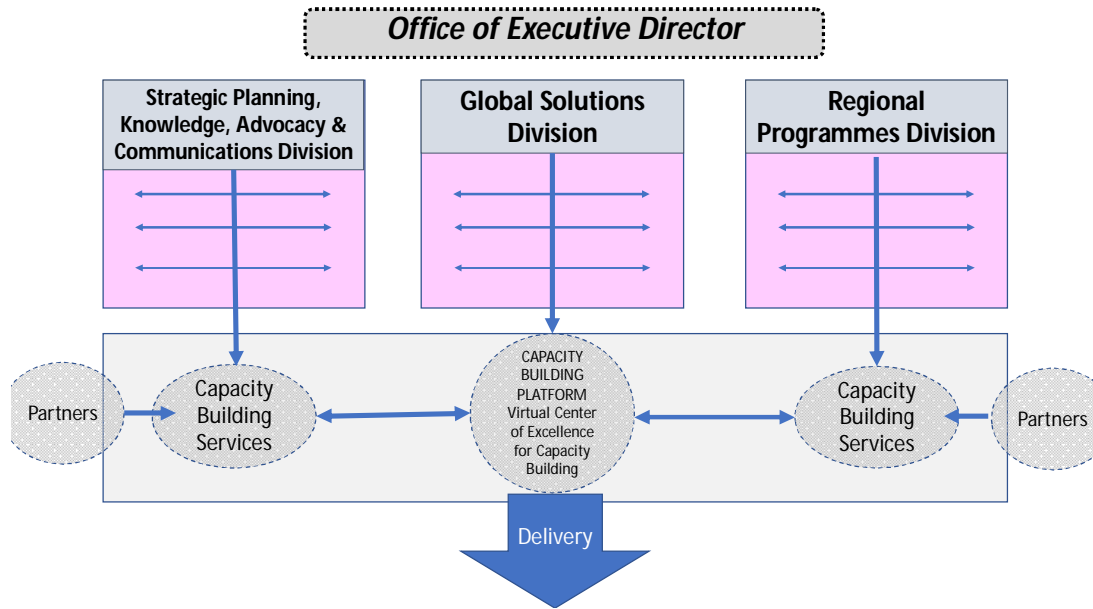 Office of Executive Director
Strategic Planning,
Knowledge, Advocacy &
Communications Division
Global Solutions
Division
Regional
Programmes Division
Partners
Capacity
Building
Services
CAPACITY
BUILDING
PLATFORM
Virtual Center
of Excellence
for Capacity
Building
Capacity
Building
Services
Partners
Delivery